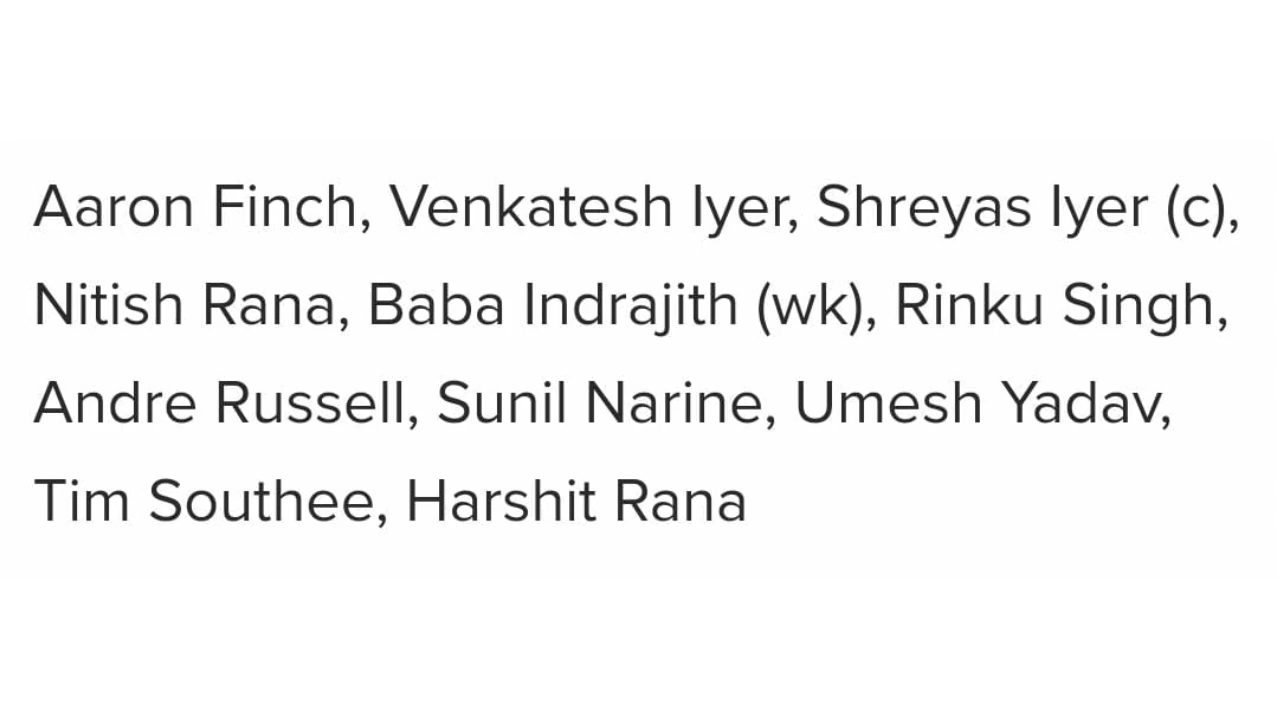 Aaron Finch, Venkatesh Iyer, Shreyas Iyer (c),
Nitish Rana, Baba Indrajith (wk), Rinku Singh,
Andre Russell, Sunil Narine, Umesh Yadav,
Tim Southee, Harshit Rana